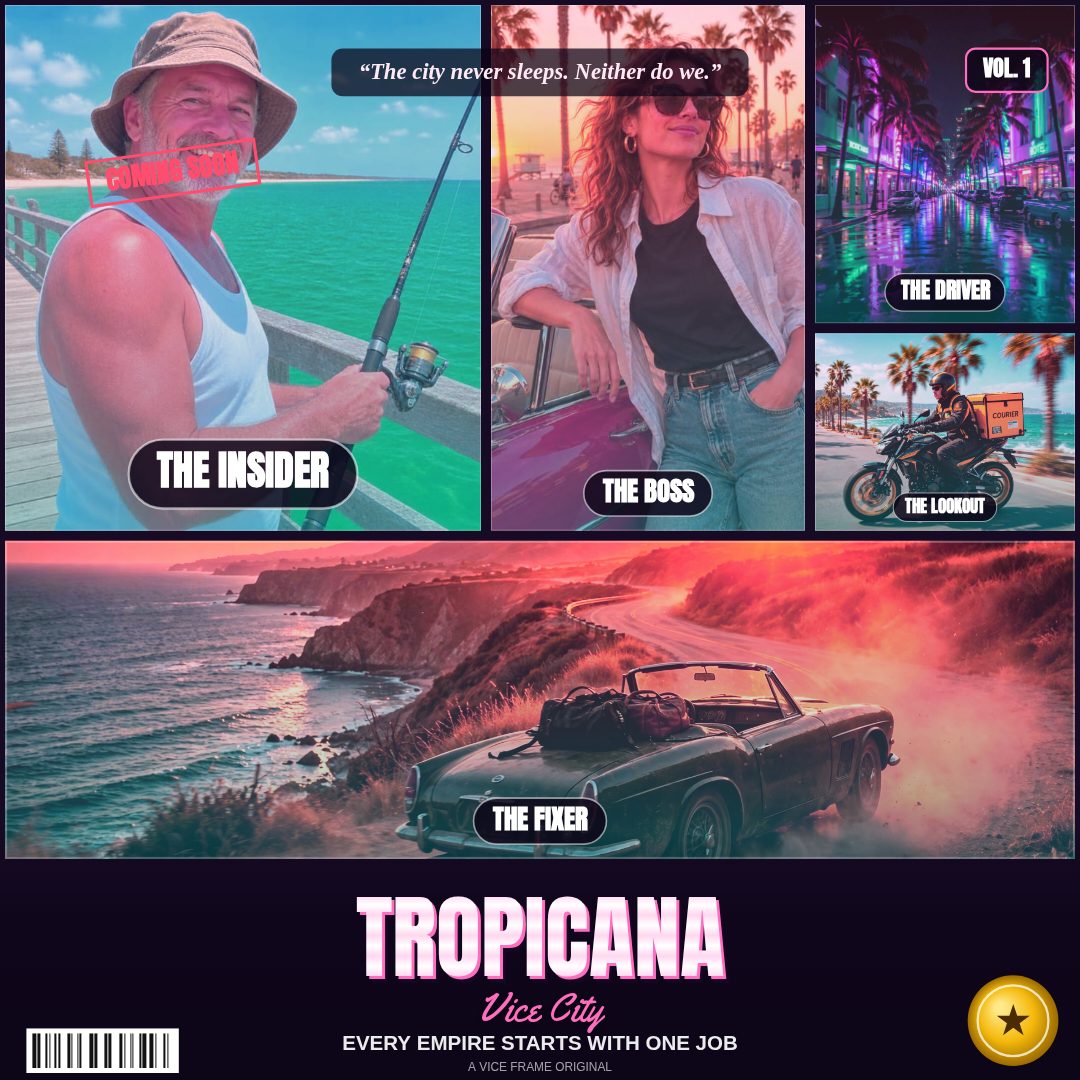 “The city never sleeps. Neither do we.”
VOL. 1
COMING SOON
THE DRIVER
COURIER
THE INSIDER
THE BOSS
THE LOOKOUT
THE FIXER
TROPICANA
Vice City
EVERY EMPIRE STARTS WITH ONE JOB
A VICE FRAME ORIGINAL